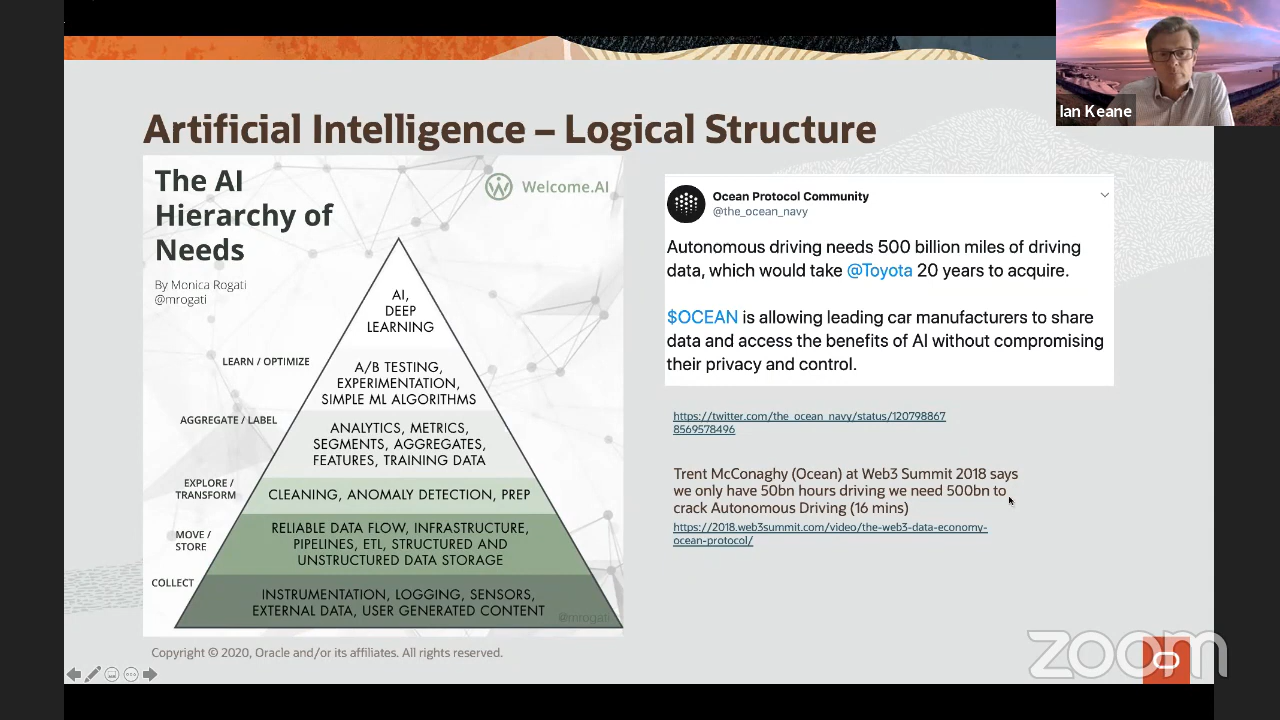 Ian Keane
Artificial Intelligence – Logical Structure
The AI
Hierarchy of
Needs
By Monica Rogati
@mrogati
Welcome.AI
AI,
DEEP
LEARNING
LEARN / OPTIMIZE
A/B TESTING,
EXPERIMENTATION,
SIMPLE ML ALGORITHMS
AGGREGATE / LABEL
ANALYTICS, METRICS,
SEGMENTS, AGGREGATES,
FEATURES, TRAINING DATA
EXPLORE /
TRANSFORM
CLEANING, ANOMALY DETECTION, PREP
MOVE /
STORE
RELIABLE DATA FLOW, INFRASTRUCTURE,
PIPELINES, ETL, STRUCTURED AND
UNSTRUCTURED DATA STORAGE
COLLECT
INSTRUMENTATION, LOGGING, SENSORS,
EXTERNAL DATA, USER GENERATED CONTENT
@mrogati
Ocean Protocol Community
@the_ocean_navy
Autonomous driving needs 500 billion miles of driving
data, which would take @Toyota 20 years to acquire.
$OCEAN is allowing leading car manufacturers to share
data and access the benefits of AI without compromising
their privacy and control.
https://twitter.com/the_ocean_navy/status/120798867
8569578496
Trent McConaghy (Ocean) at Web3 Summit 2018 says
we only have 50bn hours driving we need 500bn to
crack Autonomous Driving (16 mins)
https://2018.web3summit.com/video/the-web3-data-economy-
ocean-protocol/
Copyright © 2020, Oracle and/or its affiliates. All rights reserved.
zoom